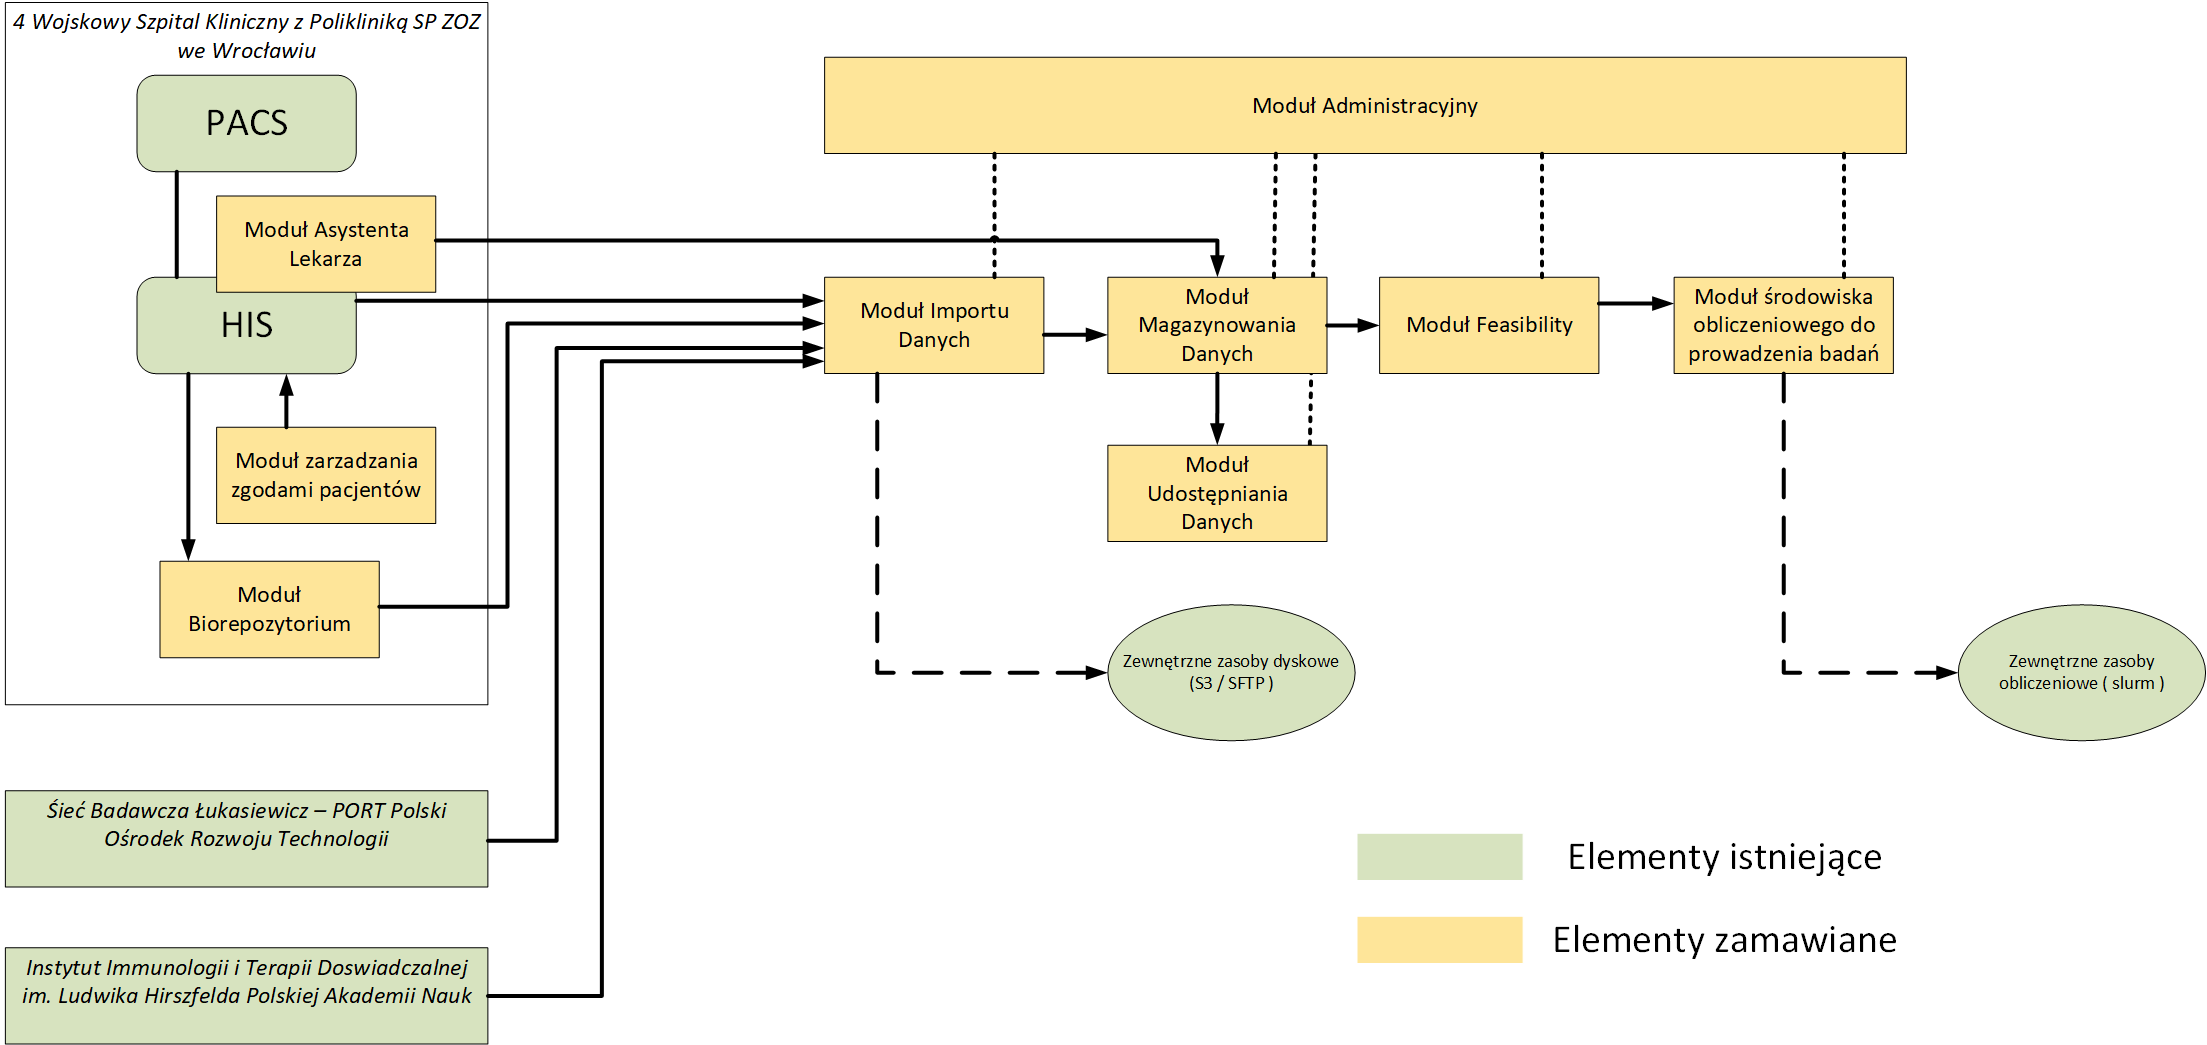 4 Wojskowy Szpital Kliniczny z Polikliniką SP ZOZ
we Wrocławiu
PACS
Moduł Asystenta
Lekarza
HIS
Moduł zarzadzania
zgodami pacjentów
Moduł
Biorepozytorium
Śieć Badawcza Łukasiewicz – PORT Polski
Ośrodek Rozwoju Technologii
Instytut Immunologii i Terapii Doswiadczalnej
im. Ludwika Hirszfelda Polskiej Akademii Nauk
Moduł Administracyjny
Moduł Importu
Danych
Moduł
Magazynowania
Danych
Moduł Feasibility
Moduł środowiska
obliczeniowego do
prowadzenia badań
Moduł
Udostępniania
Danych
Zewnętrzne zasoby dyskowe
(S3 / SFTP )
Zewnętrzne zasoby
obliczeniowe ( slurm )
Elementy istniejące
Elementy zamawiane